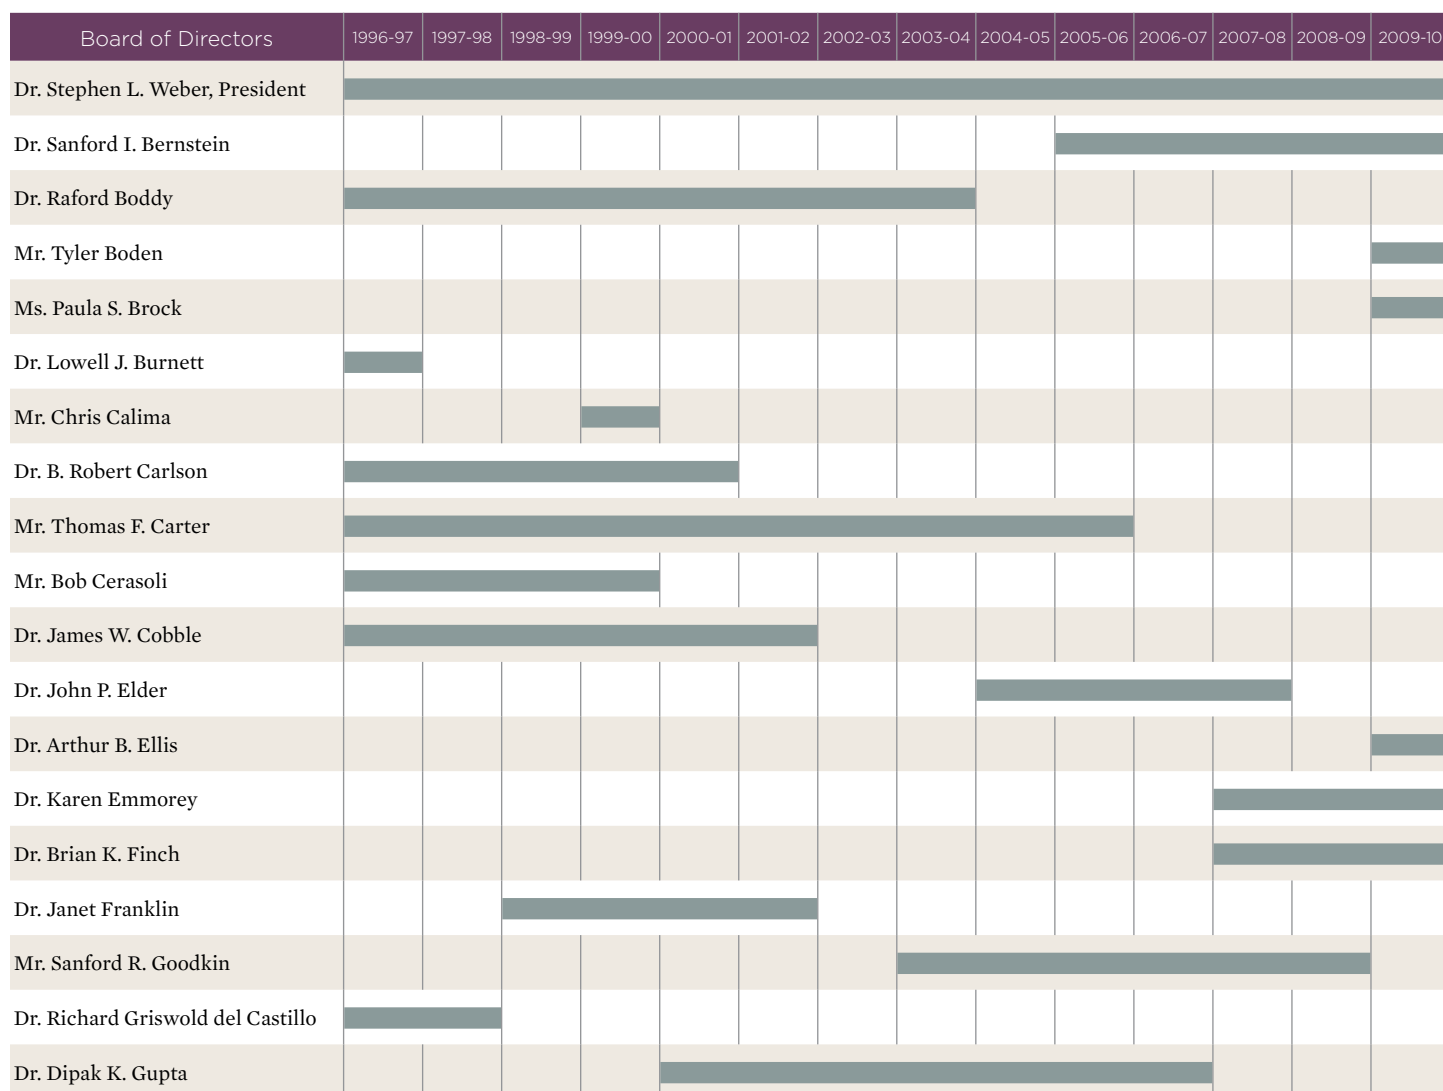 Board of Directors 1996-97 1997-98 1998-99 1999-00 2000-01 2001-02 2002-03 2003-04 2004-05 2005-06 2006-07 2007-08 2008-09 2009-10
Dr. Stephen L. Weber, President
Dr. Sanford I. Bernstein
Dr. Raford Boddy
Mr. Tyler Boden
Ms. Paula S. Brock
Dr. Lowell J. Burnett
Mr. Chris Calima
Dr. B. Robert Carlson
Mr. Thomas F. Carter
Mr. Bob Cerasoli
Dr. James W. Cobble
Dr. John P. Elder
Dr. Arthur B. Ellis
Dr. Karen Emmorey
Dr. Brian K. Finch
Dr. Janet Franklin
Mr. Sanford R. Goodkin
Dr. Richard Griswold del Castillo
Dr. Dipak K. Gupta